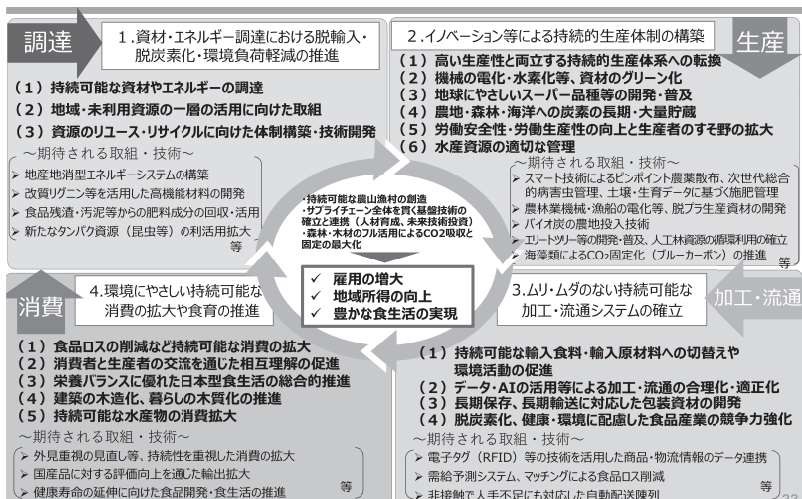 調達
1.資材・エネルギー調達における脱輸入・
脱炭素化・環境負荷軽減の推進
(1) 持続可能な資材やエネルギーの調達
(2) 地域・未利用資源の一層の活用に向けた取組
(3) 資源のリユース・リサイクルに向けた体制構築・技術開発
～期待される取組・技術～
➢ 地産地消型エネルギーシステムの構築
➢ 改質リグニン等を活用した高機能材料の開発
➢ 食品残渣・汚泥等からの肥料成分の回収・活用
➢ 新たなタンパク資源（昆虫等）の利活用拡大
等
2.イノベーション等による持続的生産体制の構築
生産
(1) 高い生産性と両立する持続的生産体系への転換
(2) 機械の電化・水素化等、資材のグリーン化
(3) 地球にやさしいスーパー品種等の開発・普及
(4) 農地・森林・海洋への炭素の長期・大量貯蔵
(5) 労働安全性・労働生産性の向上と生産者のすそ野の拡大
(6) 水産資源の適切な管理
～期待される取組・技術～
➢ スマート技術によるピンポイント農薬散布、次世代総合
的病害虫管理、土壌・生育データに基づく施肥管理
➢ 農林業機械・漁船の電化等、脱プラ生産資材の開発
➢ バイオ炭の農地投入技術
➢ エリートツリー等の開発・普及、人工林資源の循環利用の確立
➢ 海藻類によるCO₂固定化（ブルーカーボン）の推進
等
・持続可能な農山漁村の創造
・サプライチェーン全体を貫く基盤技術の
確立と連携（人材育成、未来技術投資）
・森林・木材のフル活用によるCO2吸収と
固定の最大化
✓ 雇用の増大
✓ 地域所得の向上
✓ 豊かな食生活の実現
消費
4.環境にやさしい持続可能な
消費の拡大や食育の推進
(1) 食品ロスの削減など持続可能な消費の拡大
(2) 消費者と生産者の交流を通じた相互理解の促進
(3) 栄養バランスに優れた日本型食生活の総合的推進
(4) 建築の木造化、暮らしの木質化の推進
(5) 持続可能な水産物の消費拡大
～期待される取組・技術～
➢ 外見重視の見直し等、持続性を重視した消費の拡大
➢ 国産品に対する評価向上を通じた輸出拡大
➢ 健康寿命の延伸に向けた食品開発・食生活の推進
等
3.ムリ・ムダのない持続可能な
加工・流通システムの確立
加工・流通
(1) 持続可能な輸入食料・輸入原材料への切替えや
環境活動の促進
(2) データ・AIの活用等による加工・流通の合理化・適正化
(3) 長期保存、長期輸送に対応した包装資材の開発
(4) 脱炭素化、健康・環境に配慮した食品産業の競争力強化
～期待される取組・技術～
➢ 電子タグ（RFID）等の技術を活用した商品・物流情報のデータ連携
➢ 需給予測システム、マッチングによる食品ロス削減
➢ 非接触で人手不足にも対応した自動配送陳列
等